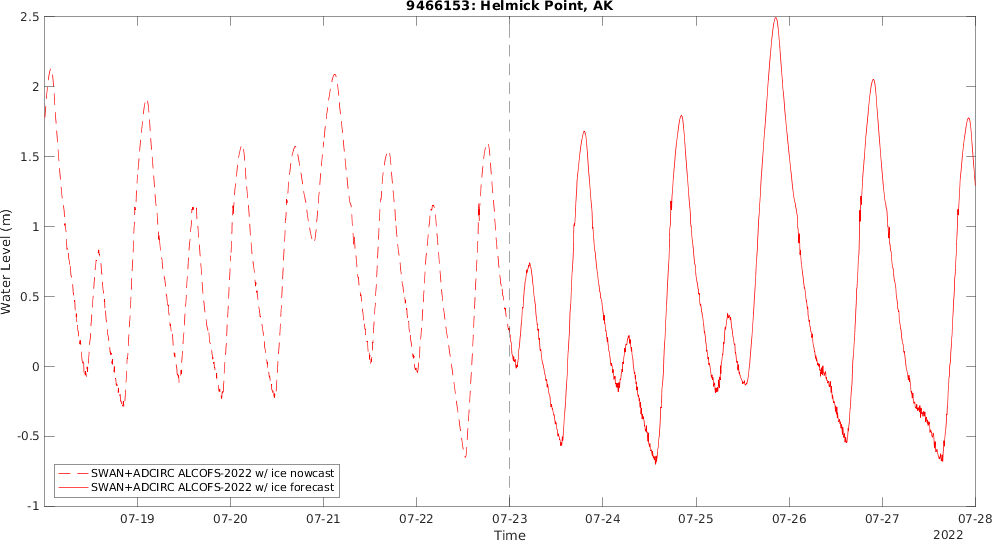 9466153: Helmick Point, AK
2.5
2
1.5
1
0.5
0
-0.5
-1
Water Level (m)
SWAN+ADCIRC ALCOFS-2022 w/ ice nowcast
SWAN+ADCIRC ALCOFS-2022 w/ ice forecast
07-19 07-20 07-21 07-22 07-23 07-24 07-25 07-26 07-27 07-28
Time
2022